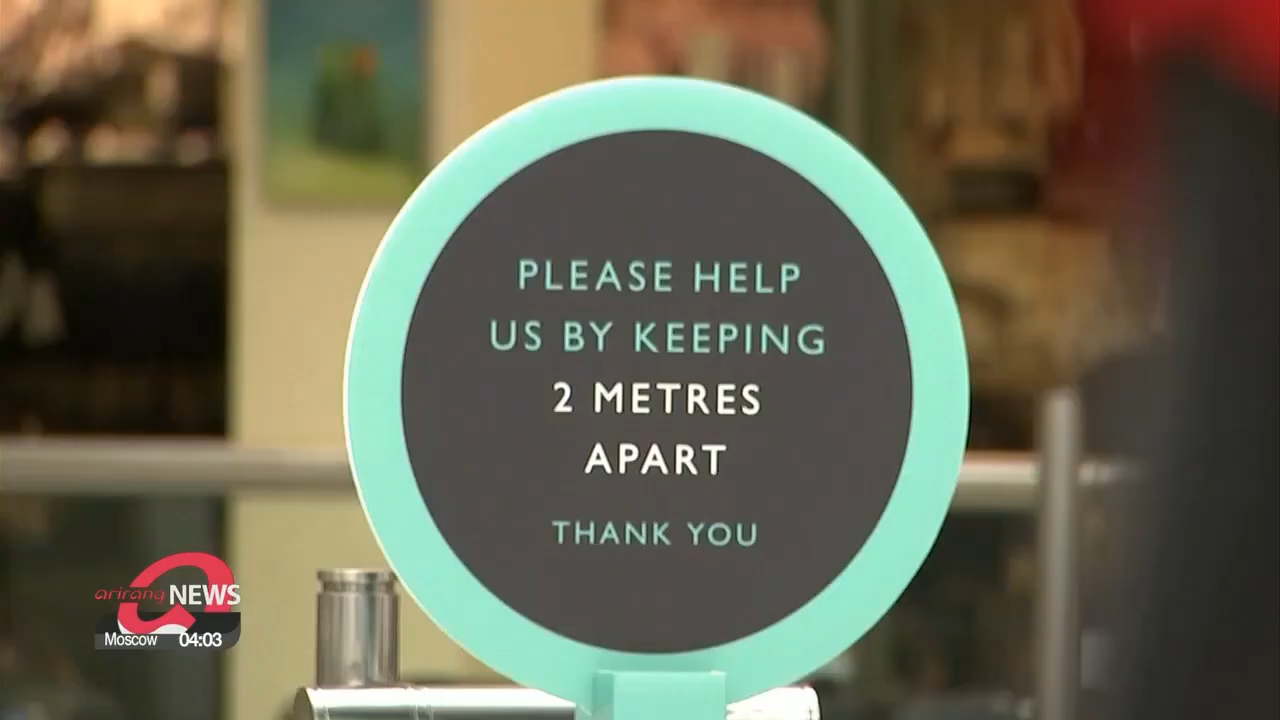 PLEASE HELP
US BY KEEPING
2 METRES
APART
THANK YOU
arirang NEWS
Moscow 04:03